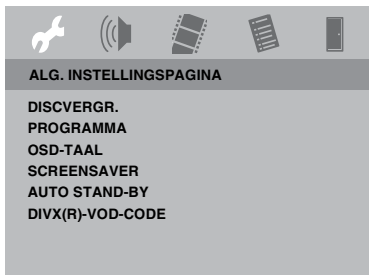 ALG. INSTELLINGSPAGINA
DISCVERGR.
PROGRAMMA
OSD-TAAL
SCREENSAVER
AUTO STAND-BY
DIVX(R)-VOD-CODE